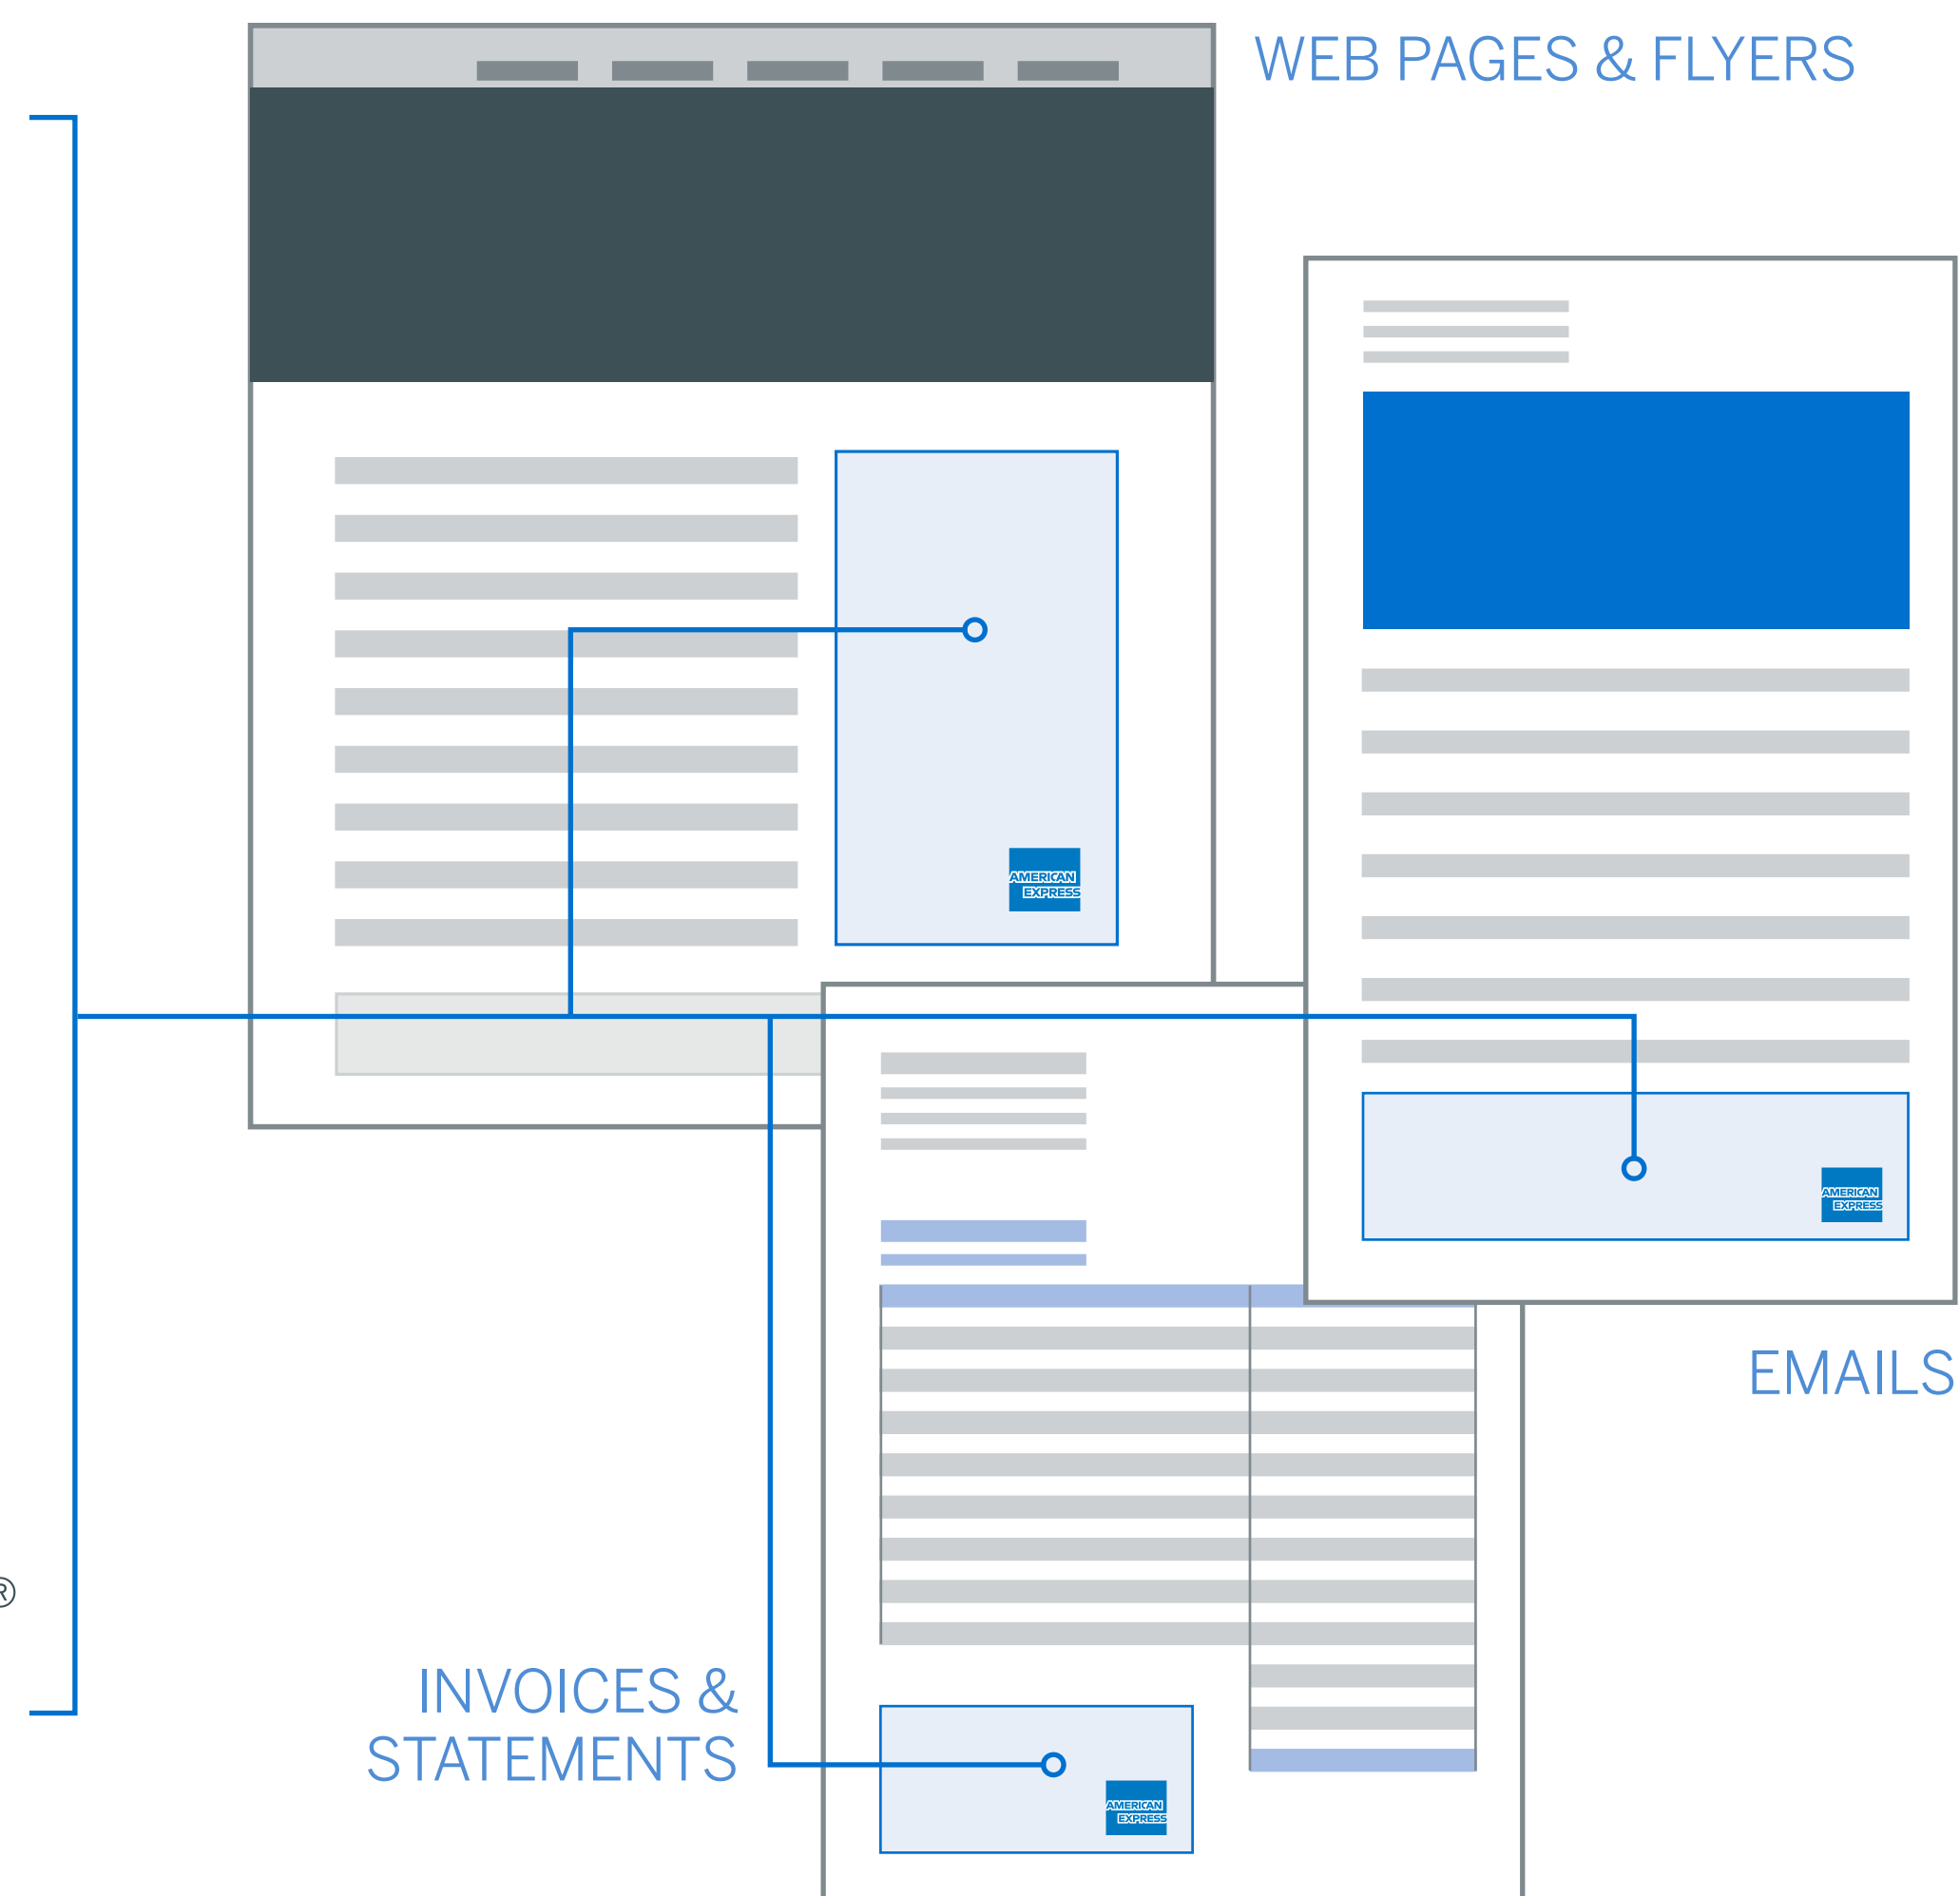 WEB PAGES & FLYERS
AMERICAN
EXPRESS
AMERICAN
EXPRESS
EMAILS
®
INVOICES &
STATEMENTS
AMERICAN
EXPRESS